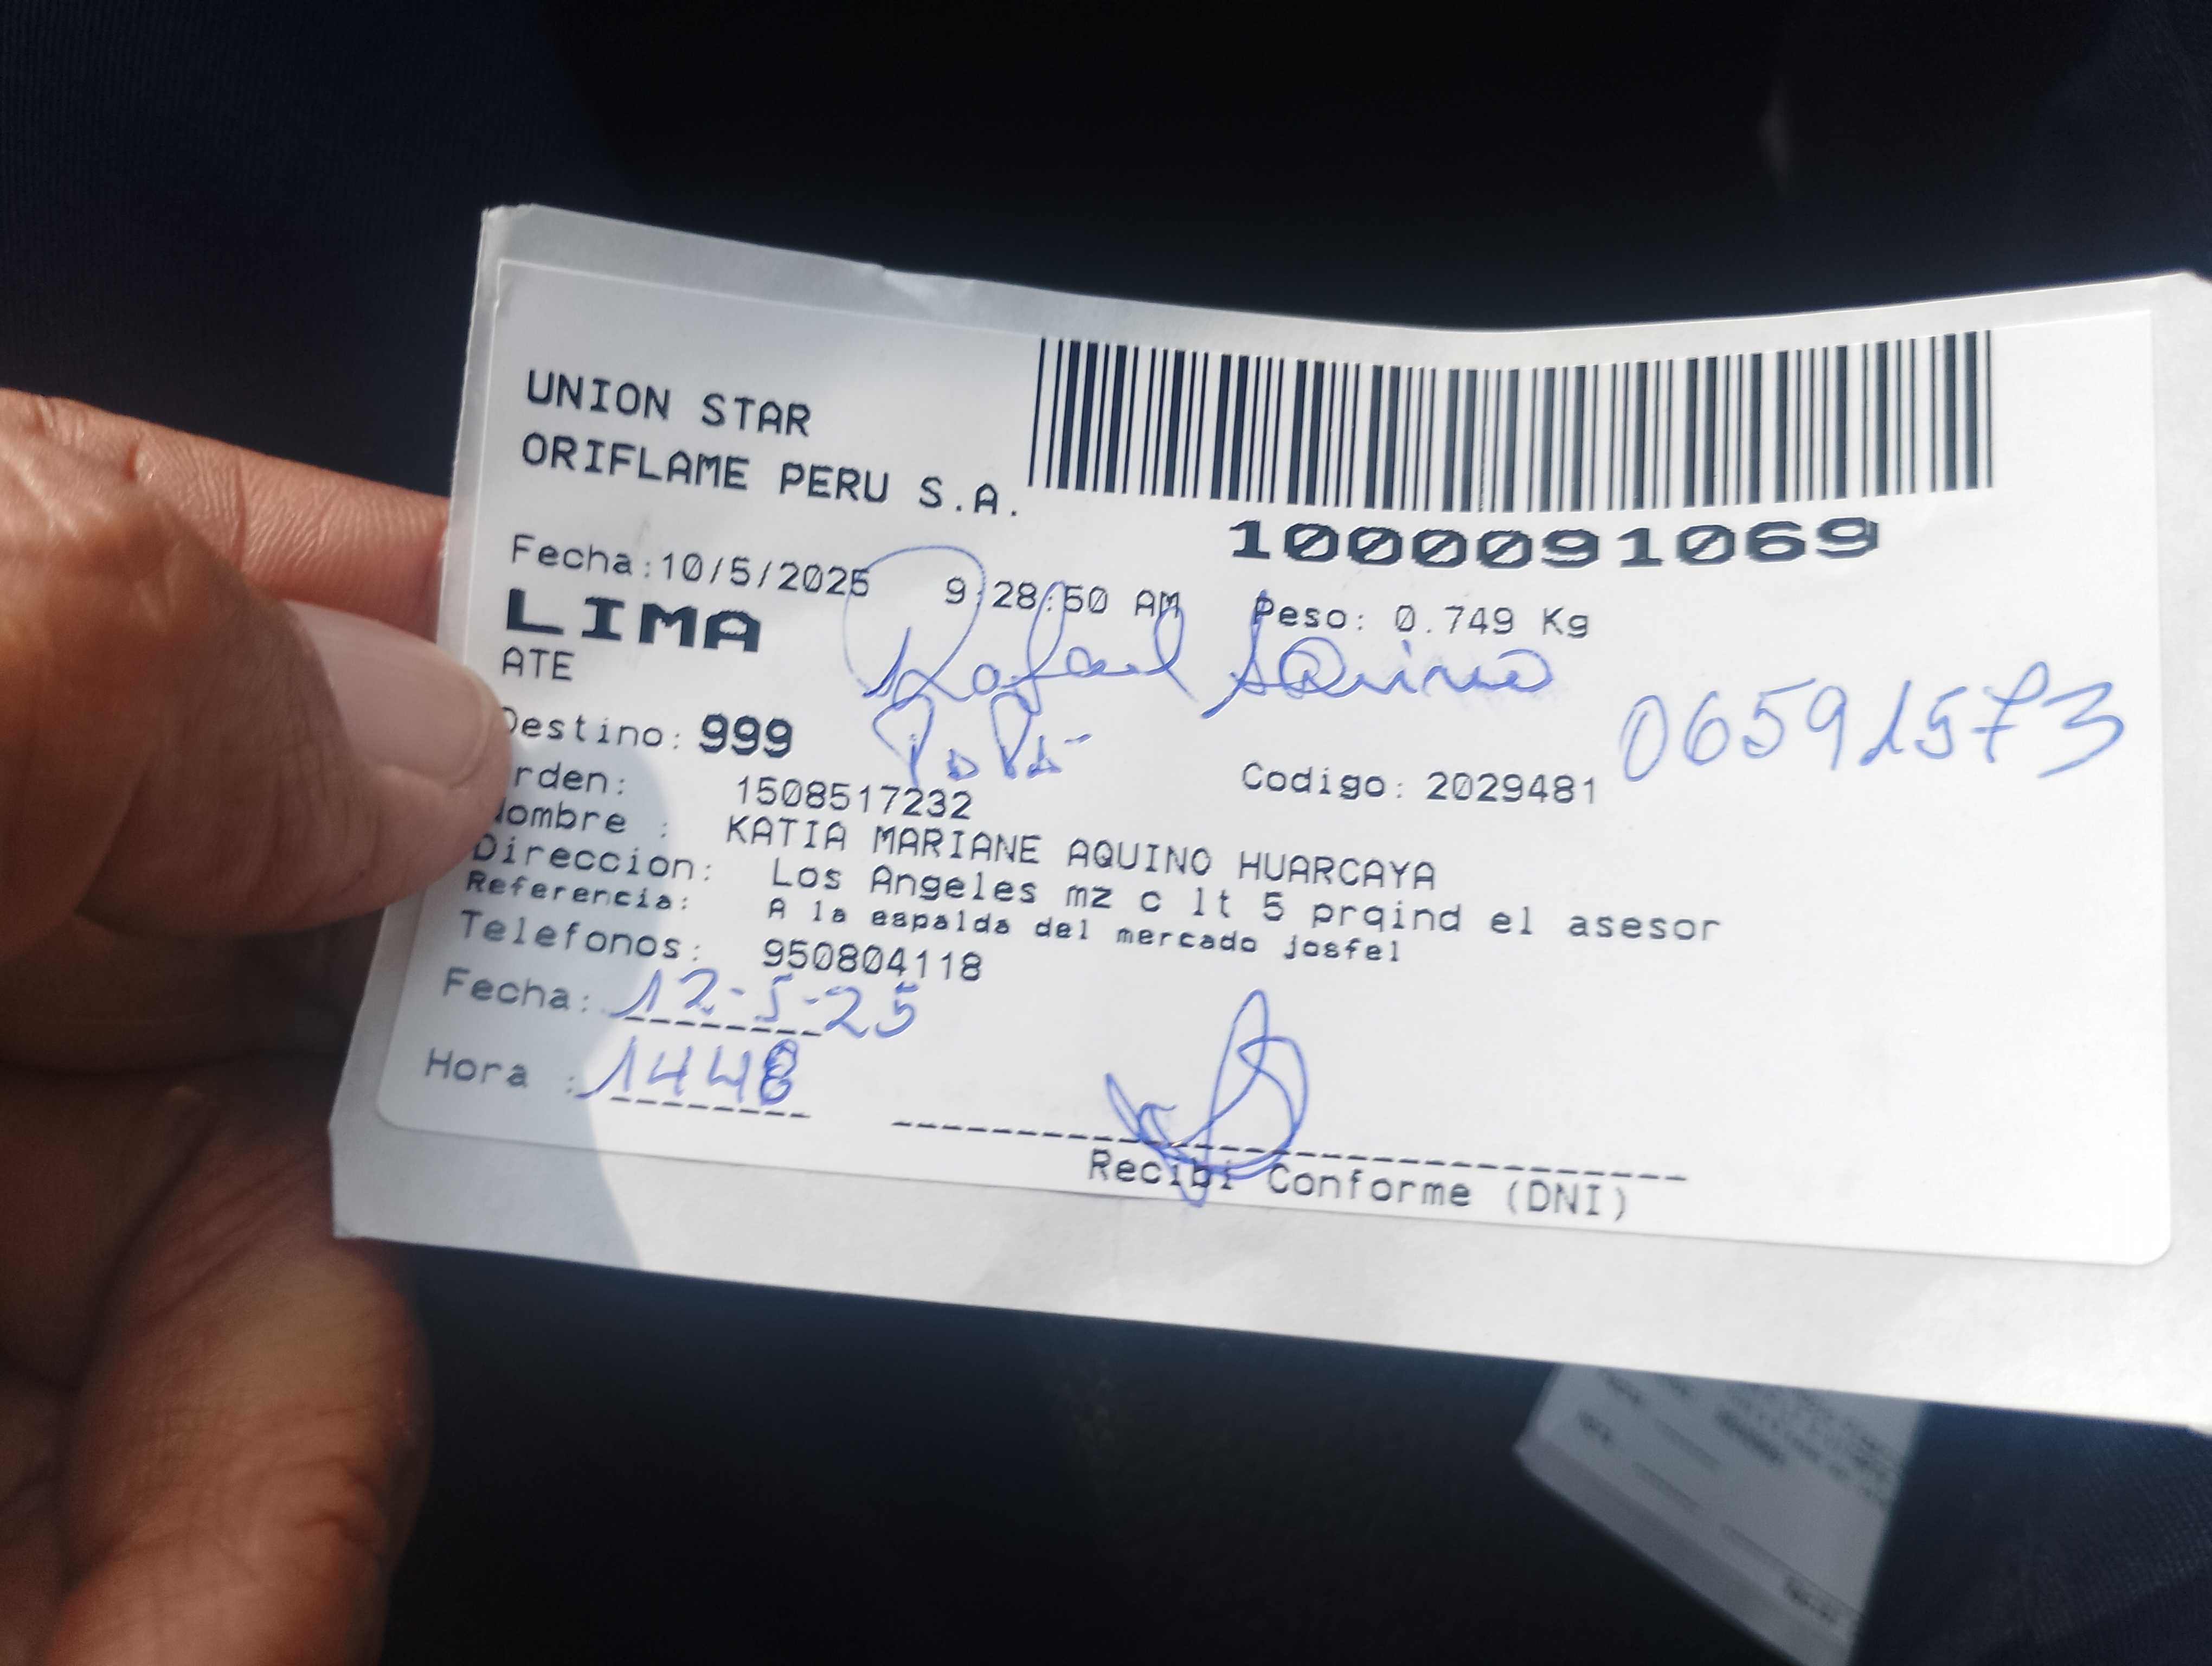 UNION STAR
ORIFLAME PERU S.A.
1000091069
Fecha:10/5/2025 9:28:50 AM Peso: 0.749 Kg
LIMA
Rafael Aquino
ATE
06591573
Destino: 999
Papá
rden: 1508517232 Codigo: 2029481
ombre : KATIA MARIANE AQUINO HUARCAYA
Direccion: Los Angeles mz c lt 5 prqind el asesor
Referencia: A la espalda del mercado josfel
Telefonos: 950804118
Fecha: 12-5-25
Hora : 1448
Recibi Conforme (DNI)